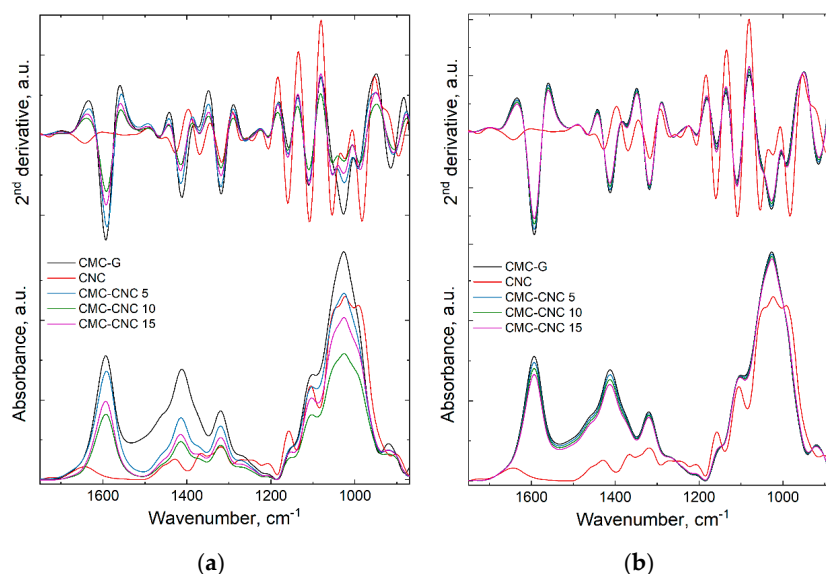 2nd derivative, a.u.
Absorbance, a.u.
CMC-G
CNC
CMC-CNC 5
CMC-CNC 10
CMC-CNC 15
1600 1400 1200 1000
Wavenumber, cm-1
(a)
2nd derivative, a.u.
Absorbance, a.u.
CMC-G
CNC
CMC-CNC 5
CMC-CNC 10
CMC-CNC 15
1600 1400 1200 1000
Wavenumber, cm-1
(b)